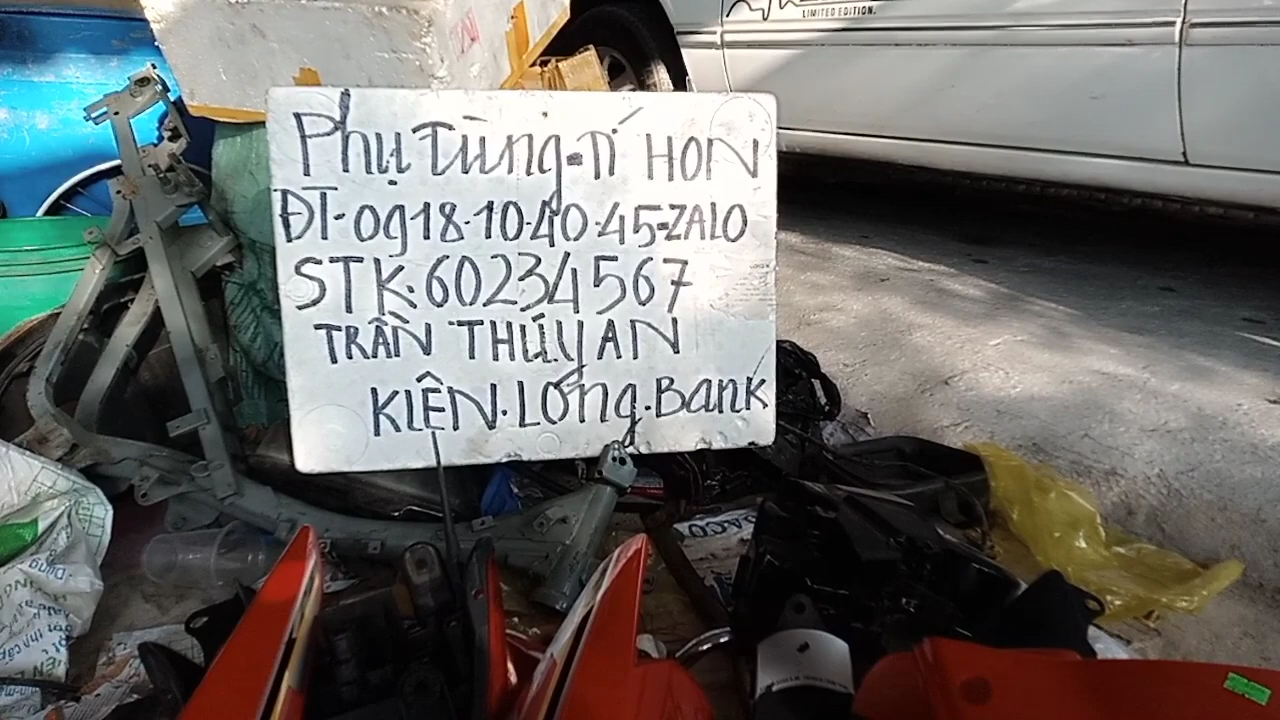 LIMITED EDITION.
Phụ Tùng-Tí HON
ĐT-0918-10-40-45-ZALO
STK:60234567
TRẦN THÚY AN
KIÊN.Long.Bank